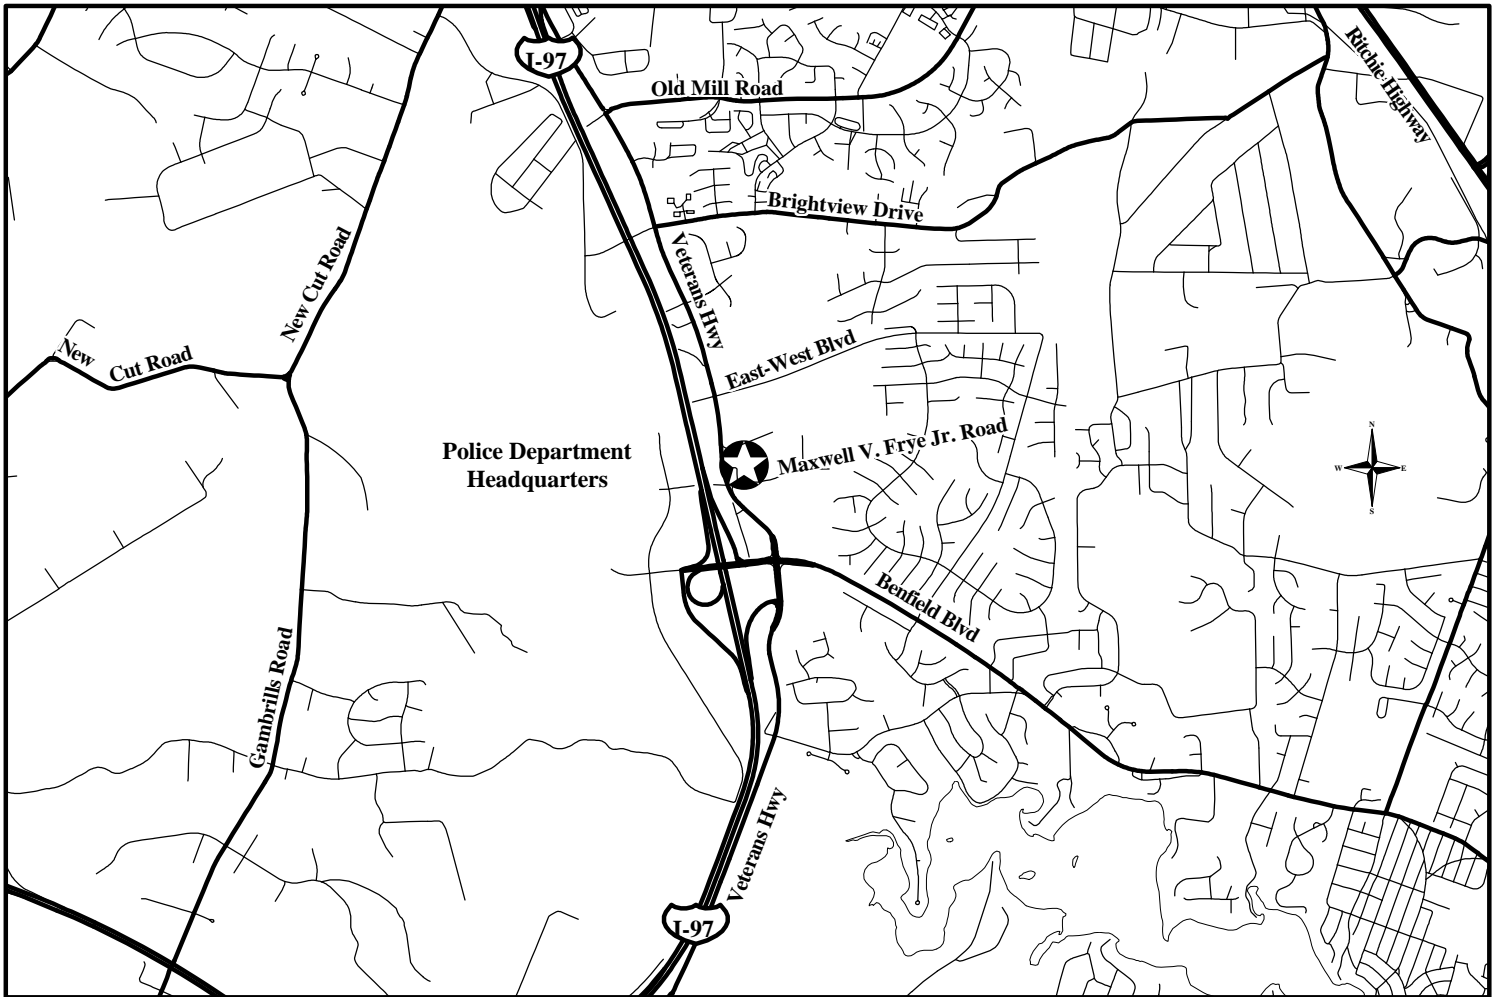 I-97
Old Mill Road
Ritchie Highway
Brightview Drive
New Cut Road
Veterans Hwy
New Cut Road
East-West Blvd
Police Department
Headquarters
Maxwell V. Frye Jr. Road
N
W E
S
Benfield Blvd
Gambrills Road
Veterans Hwy
I-97